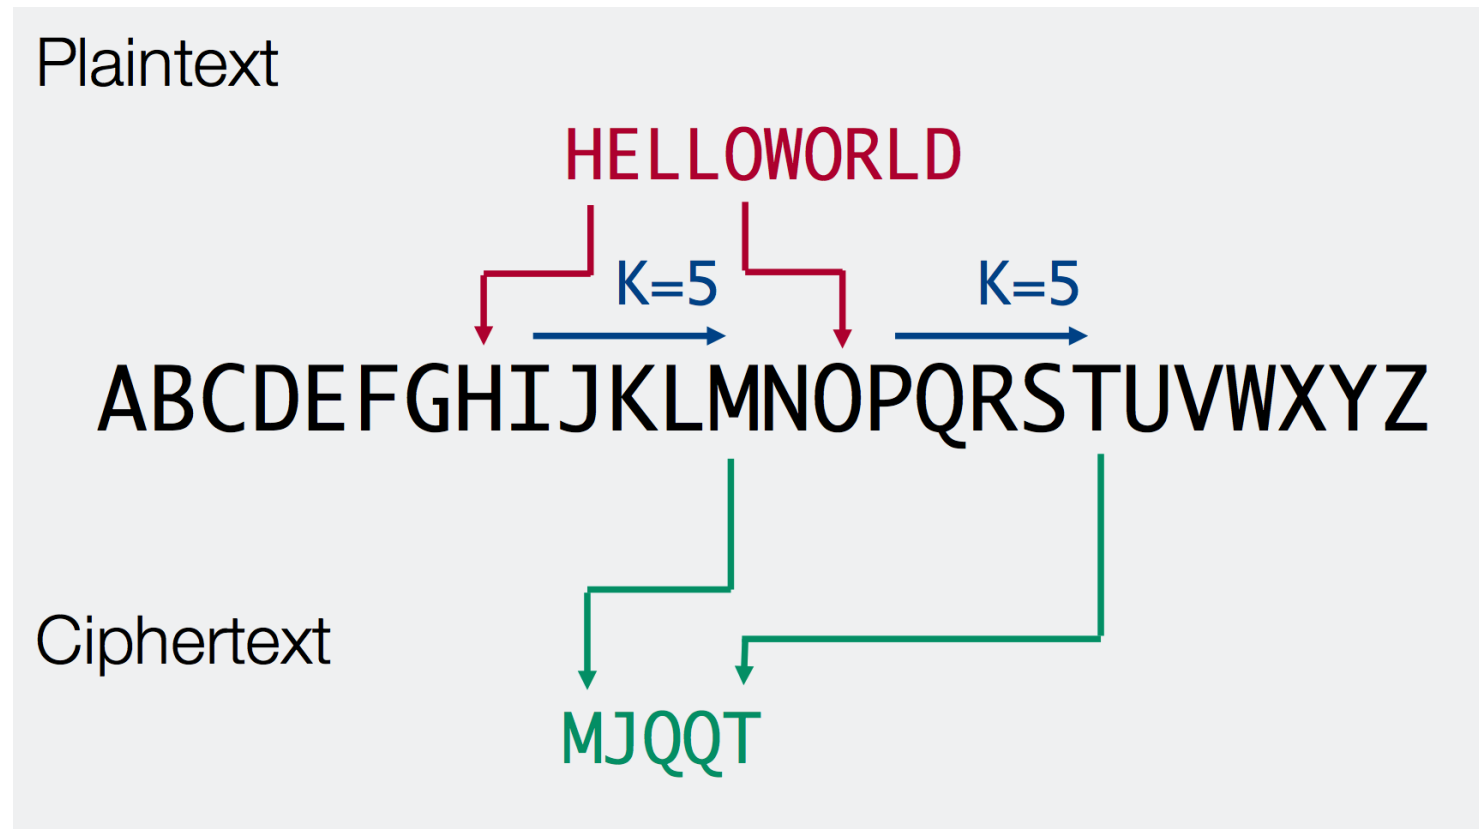 Plaintext
HELLOWORLD
K=5 K=5
ABCDEFGHIJKLMNOPQRSTUVWXYZ
Ciphertext
MJQQT